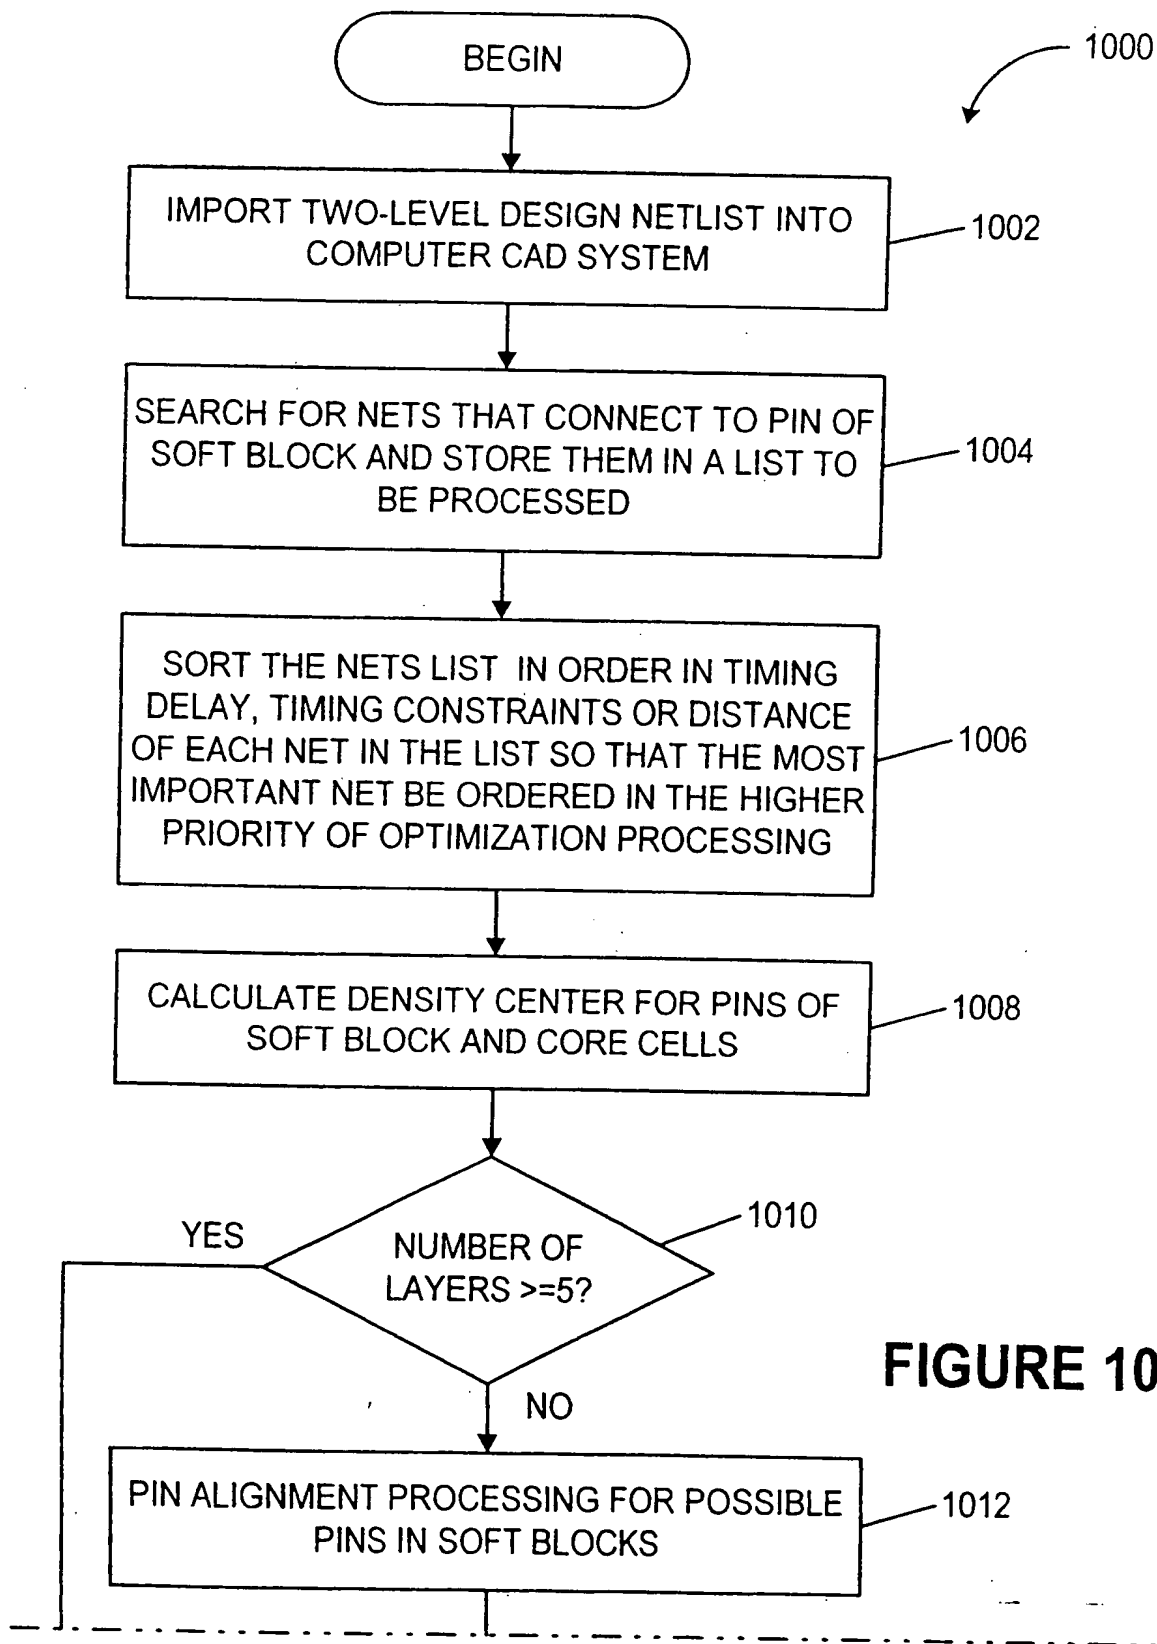 BEGIN
1000
IMPORT TWO-LEVEL DESIGN NETLIST INTO
COMPUTER CAD SYSTEM
1002
SEARCH FOR NETS THAT CONNECT TO PIN OF
SOFT BLOCK AND STORE THEM IN A LIST TO
BE PROCESSED
1004
SORT THE NETS LIST IN ORDER IN TIMING
DELAY, TIMING CONSTRAINTS OR DISTANCE
OF EACH NET IN THE LIST SO THAT THE MOST
IMPORTANT NET BE ORDERED IN THE HIGHER
PRIORITY OF OPTIMIZATION PROCESSING
1006
CALCULATE DENSITY CENTER FOR PINS OF
SOFT BLOCK AND CORE CELLS
1008
YES
NUMBER OF
LAYERS >=5?
1010
NO
FIGURE 10
PIN ALIGNMENT PROCESSING FOR POSSIBLE
PINS IN SOFT BLOCKS
1012